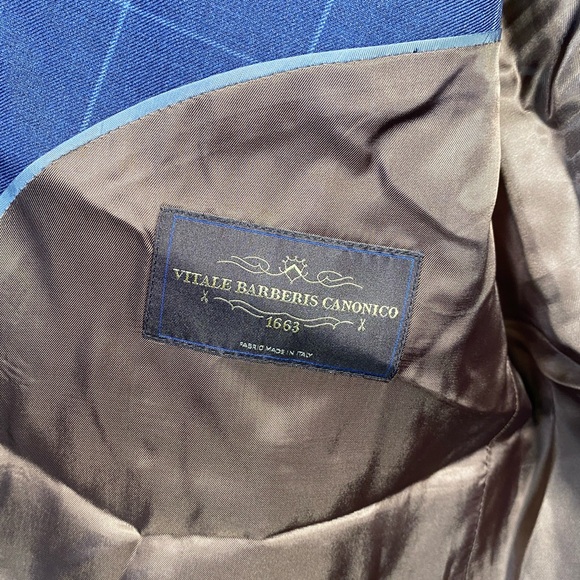 VITALE BARBERIS CANONICO
1663
FABRIC MADE IN ITALY